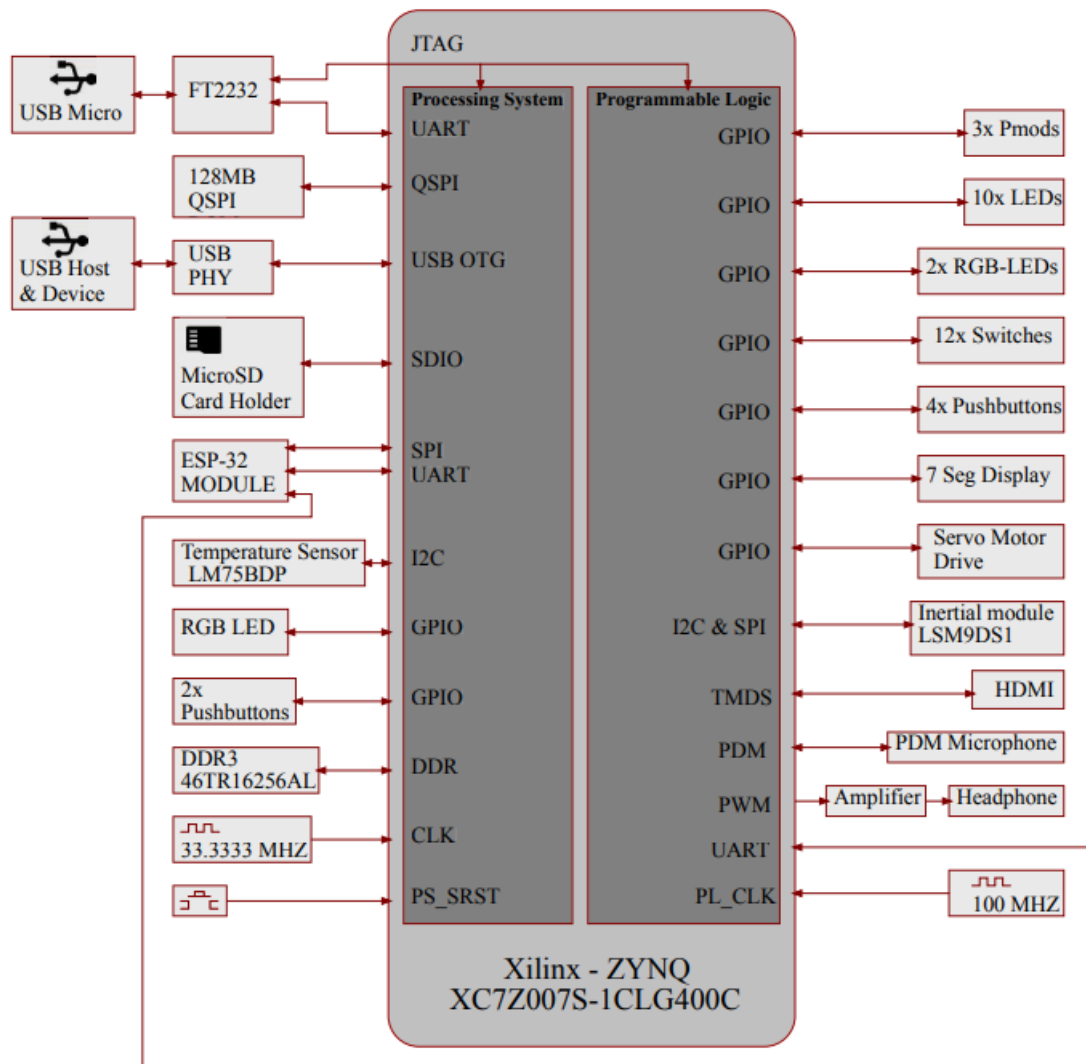 JTAG
USB Micro
FT2232
128MB
QSPI
USB Host
& Device
USB
PHY
MicroSD
Card Holder
ESP-32
MODULE
Temperature Sensor
LM75BDP
RGB LED
2x
Pushbuttons
DDR3
46TR16256AL
33.3333 MHZ
Processing System
UART
QSPI
USB OTG
SDIO
SPI
UART
I2C
GPIO
GPIO
DDR
CLK
PS_SRST
Programmable Logic
GPIO
GPIO
GPIO
GPIO
GPIO
GPIO
GPIO
I2C & SPI
TMDS
PDM
PWM
UART
PL_CLK
3x Pmods
10x LEDs
2x RGB-LEDs
12x Switches
4x Pushbuttons
7 Seg Display
Servo Motor
Drive
Inertial module
LSM9DS1
HDMI
PDM Microphone
Amplifier
Headphone
100 MHZ
Xilinx - ZYNQ
XC7Z007S-1CLG400C